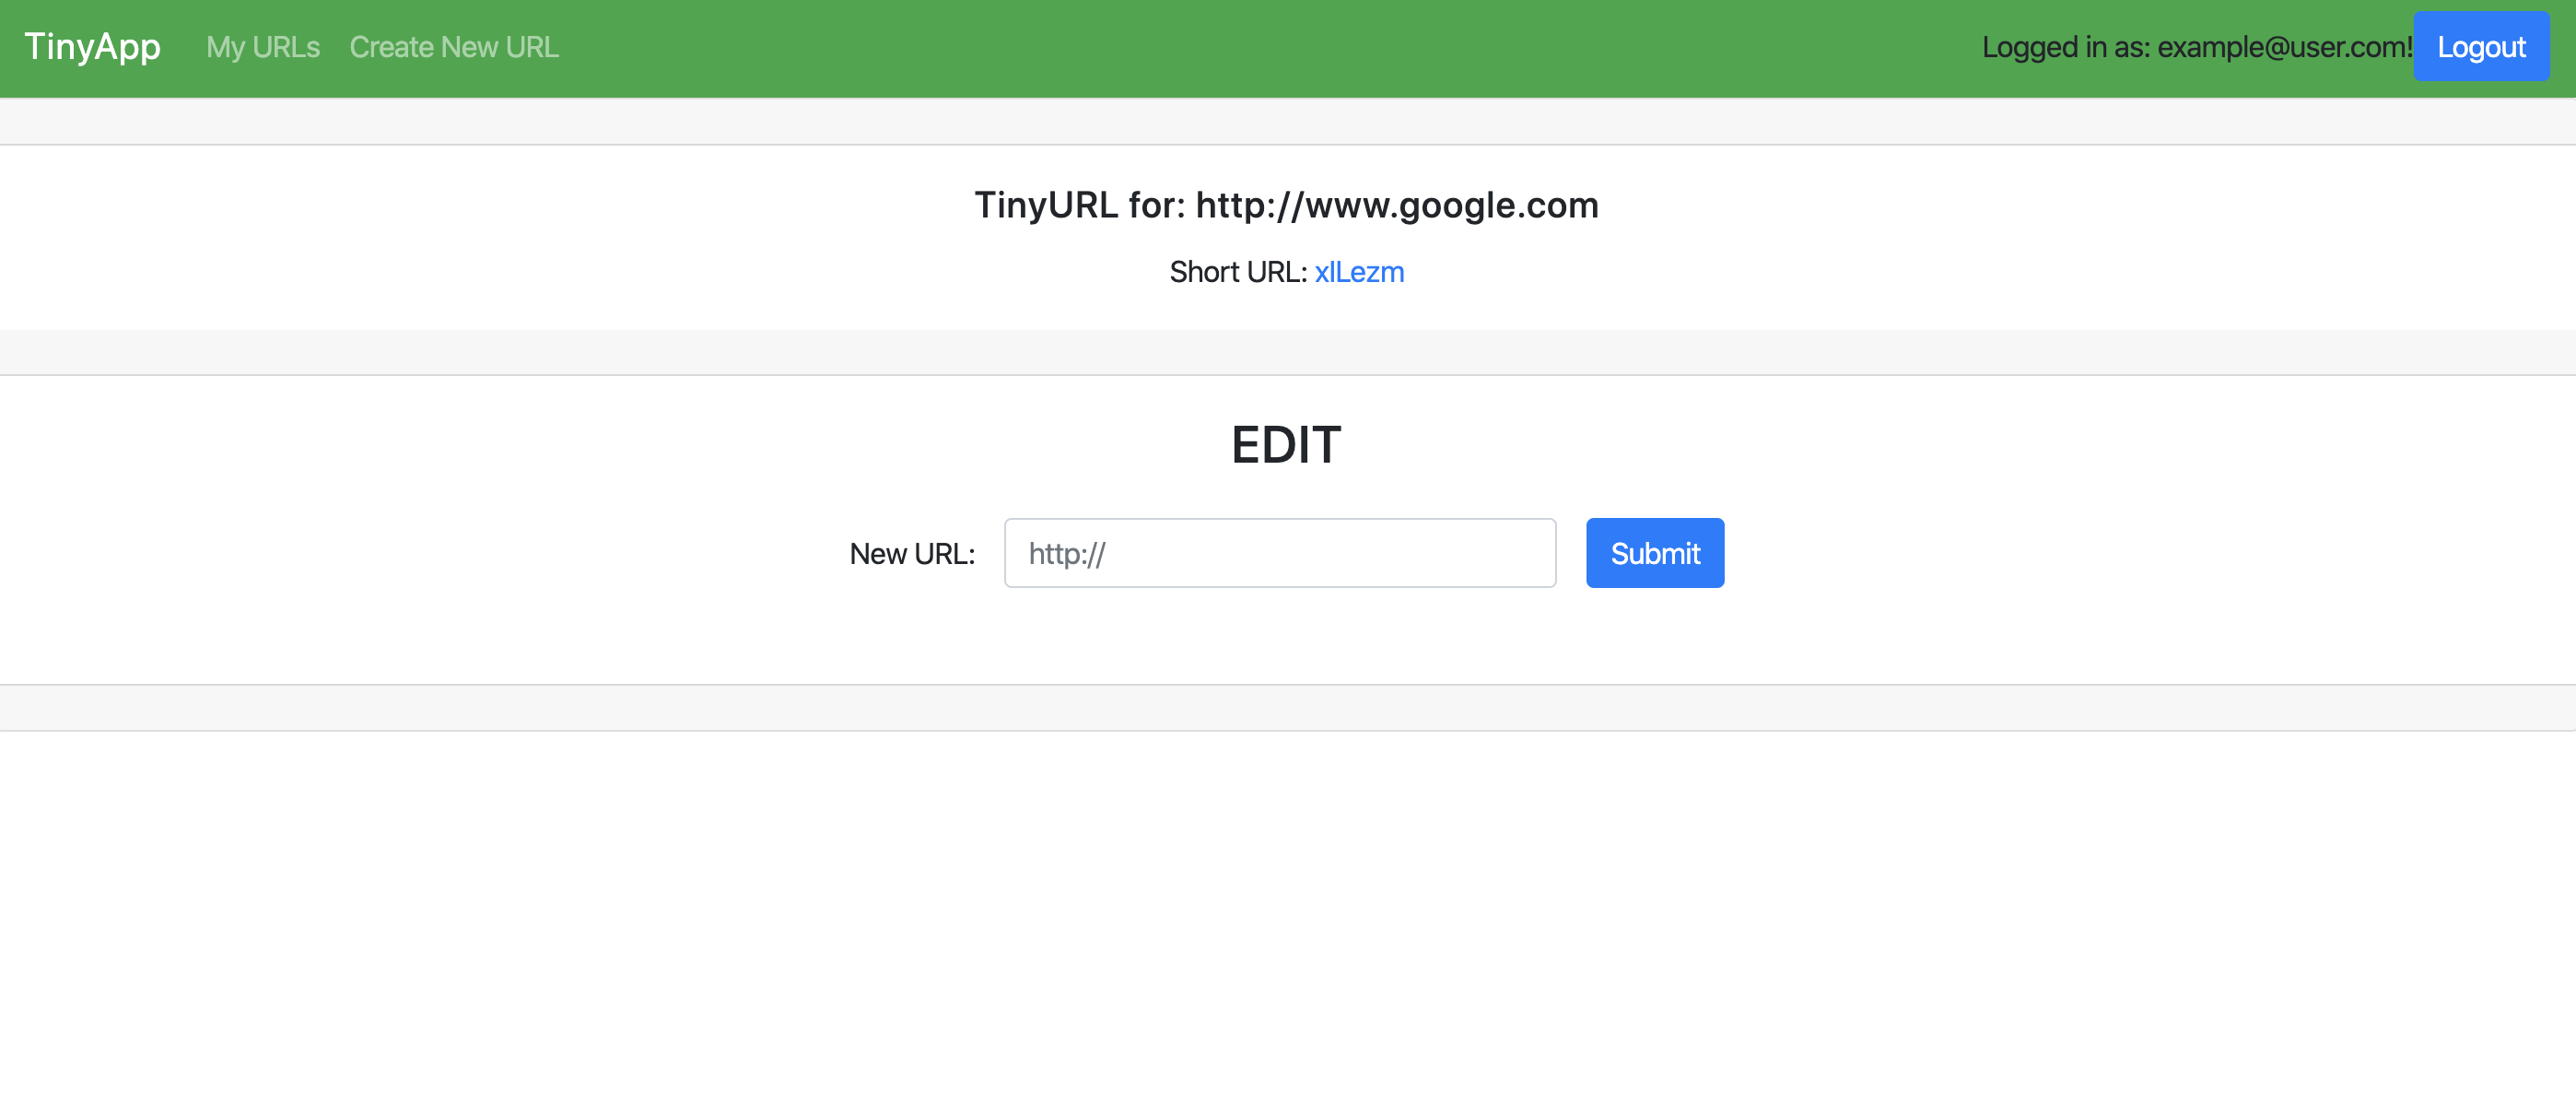 TinyApp My URLs Create New URL Logged in as: example@user.com! Logout
TinyURL for: http://www.google.com
Short URL: xlLezm
EDIT
New URL: http:// Submit